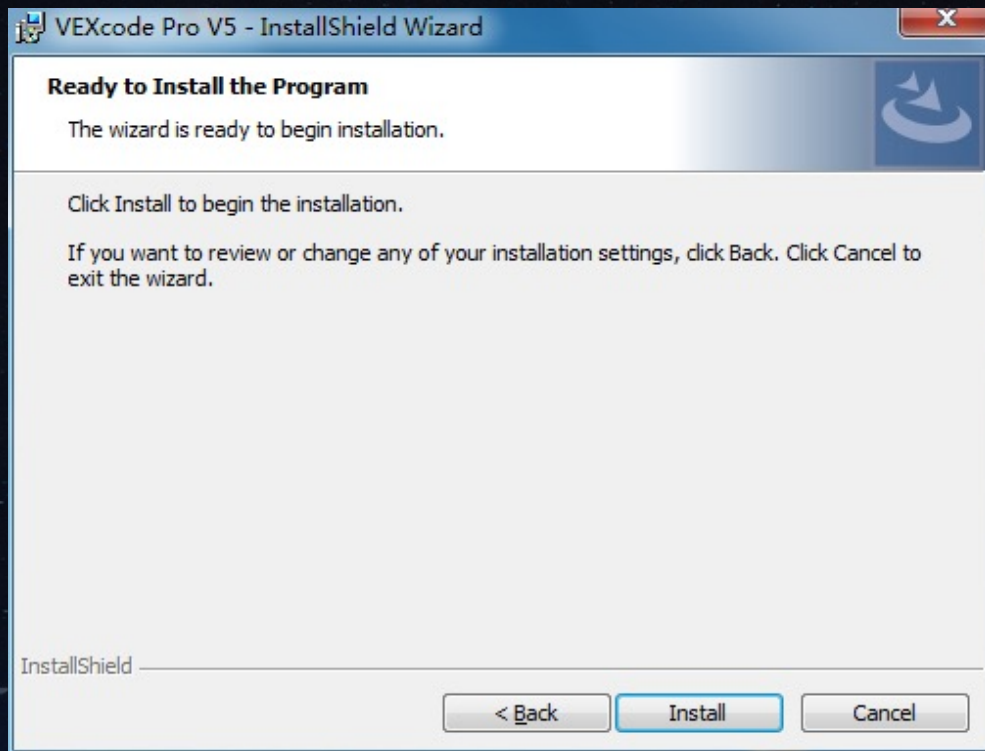 VEXcode Pro V5 - InstallShield Wizard
Ready to Install the Program
The wizard is ready to begin installation.
Click Install to begin the installation.
If you want to review or change any of your installation settings, click Back. Click Cancel to
exit the wizard.
InstallShield
< Back
Install
Cancel